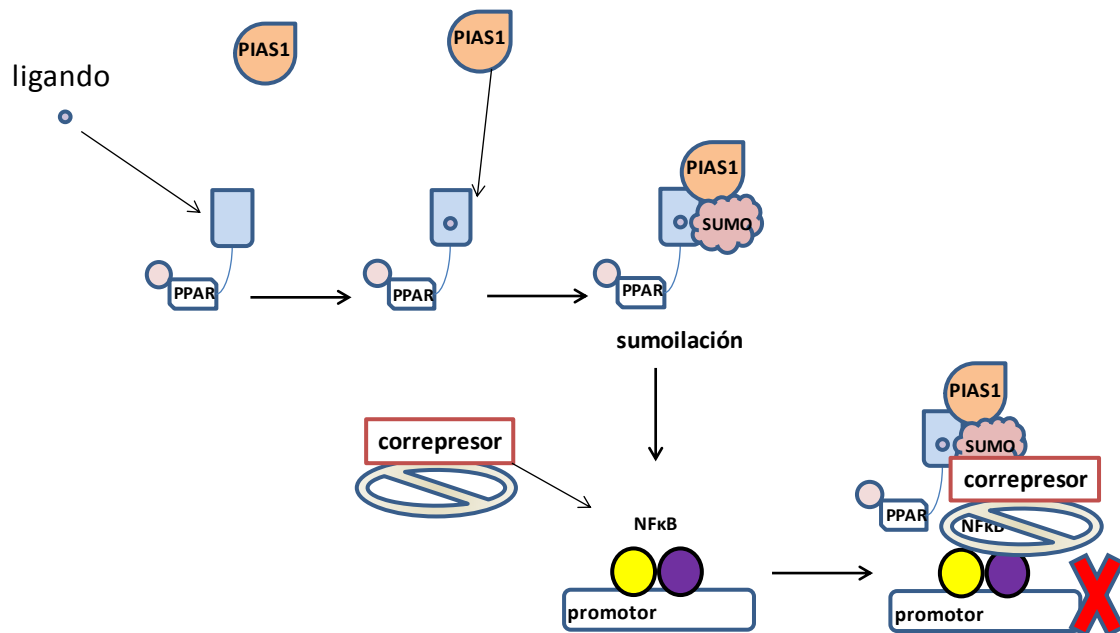 PIAS1
PIAS1
ligando
PIAS1
SUMO
PPAR
PPAR
PPAR
sumoilación
PIAS1
SUMO
correpresor
correpresor
PPAR
NFκB
NFκB
promotor
promotor